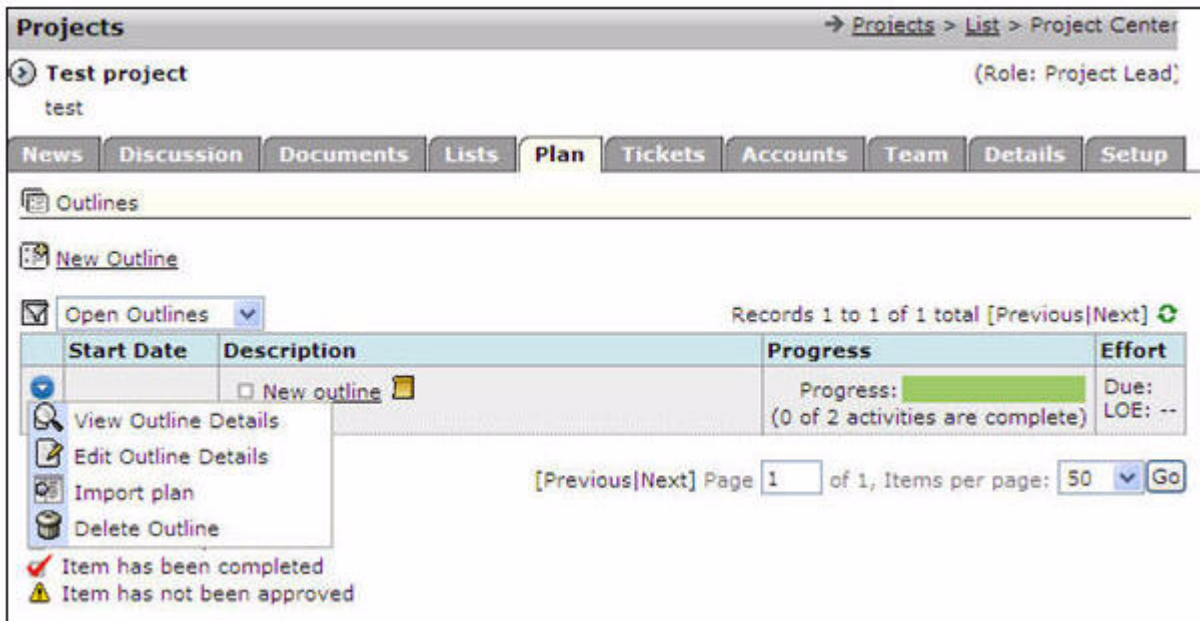 Projects
→ Projects > List > Project Center
Test project
(Role: Project Lead)
test
News Discussion Documents Lists Plan Tickets Accounts Team Details Setup
Outlines
New Outline
Open Outlines
Records 1 to 1 of 1 total [Previous|Next]
Start Date Description Progress Effort
New outline
Progress:
Due:
(0 of 2 activities are complete)
LOE: --
View Outline Details
Edit Outline Details
Import plan
Delete Outline
[Previous|Next] Page 1 of 1, Items per page: 50 Go
Item has been completed
Item has not been approved